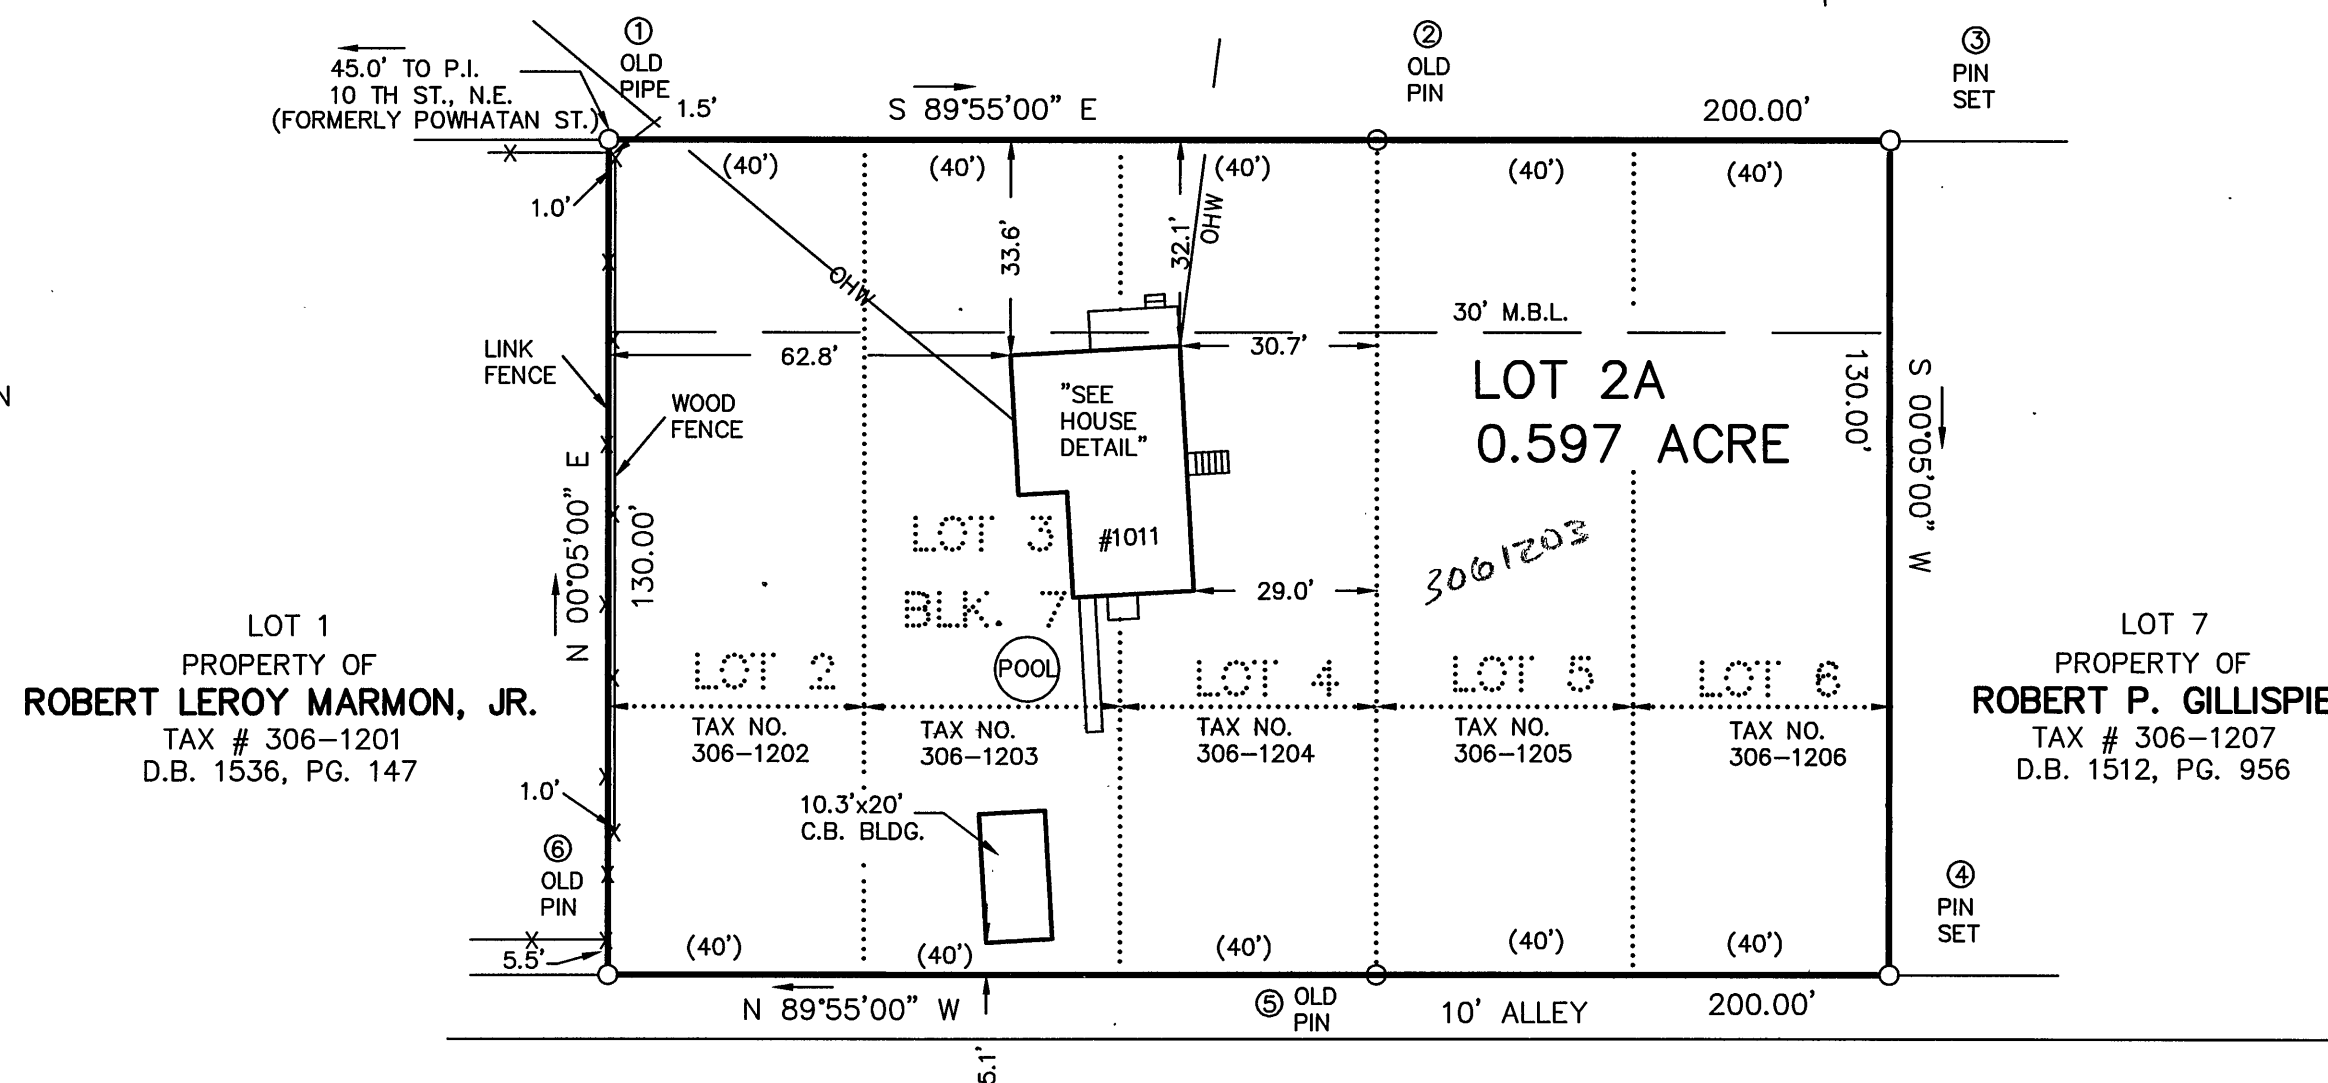 ①
OLD
PIPE
②
OLD
PIN
③
PIN
SET
45.0' TO P.I.
10 TH ST., N.E.
(FORMERLY POWHATAN ST.)
1.5'
S 89°55'00" E
200.00'
(40')
(40')
(40')
(40')
(40')
1.0'
33.6'
32.1'
OHW
OHW
30' M.B.L.
62.8'
30.7'
LINK
FENCE
WOOD
FENCE
"SEE
HOUSE
DETAIL"
LOT 2A
0.597 ACRE
130.00'
S 00°05'00" W
N
N 00°05'00" E
130.00'
LOT 3
BLK. 7
#1011
3061203
29.0'
LOT 1
PROPERTY OF
ROBERT LEROY MARMON, JR.
TAX # 306-1201
D.B. 1536, PG. 147
LOT 7
PROPERTY OF
ROBERT P. GILLISPIE
TAX # 306-1207
D.B. 1512, PG. 956
POOL
LOT 2
LOT 4
LOT 5
LOT 6
TAX NO.
306-1202
TAX NO.
306-1203
TAX NO.
306-1204
TAX NO.
306-1205
TAX NO.
306-1206
1.0'
10.3'x20'
C.B. BLDG.
⑥
OLD
PIN
④
PIN
SET
5.5'
(40')
(40')
(40')
(40')
(40')
N 89°55'00" W
⑤ OLD
PIN
10' ALLEY
200.00'
5.1'